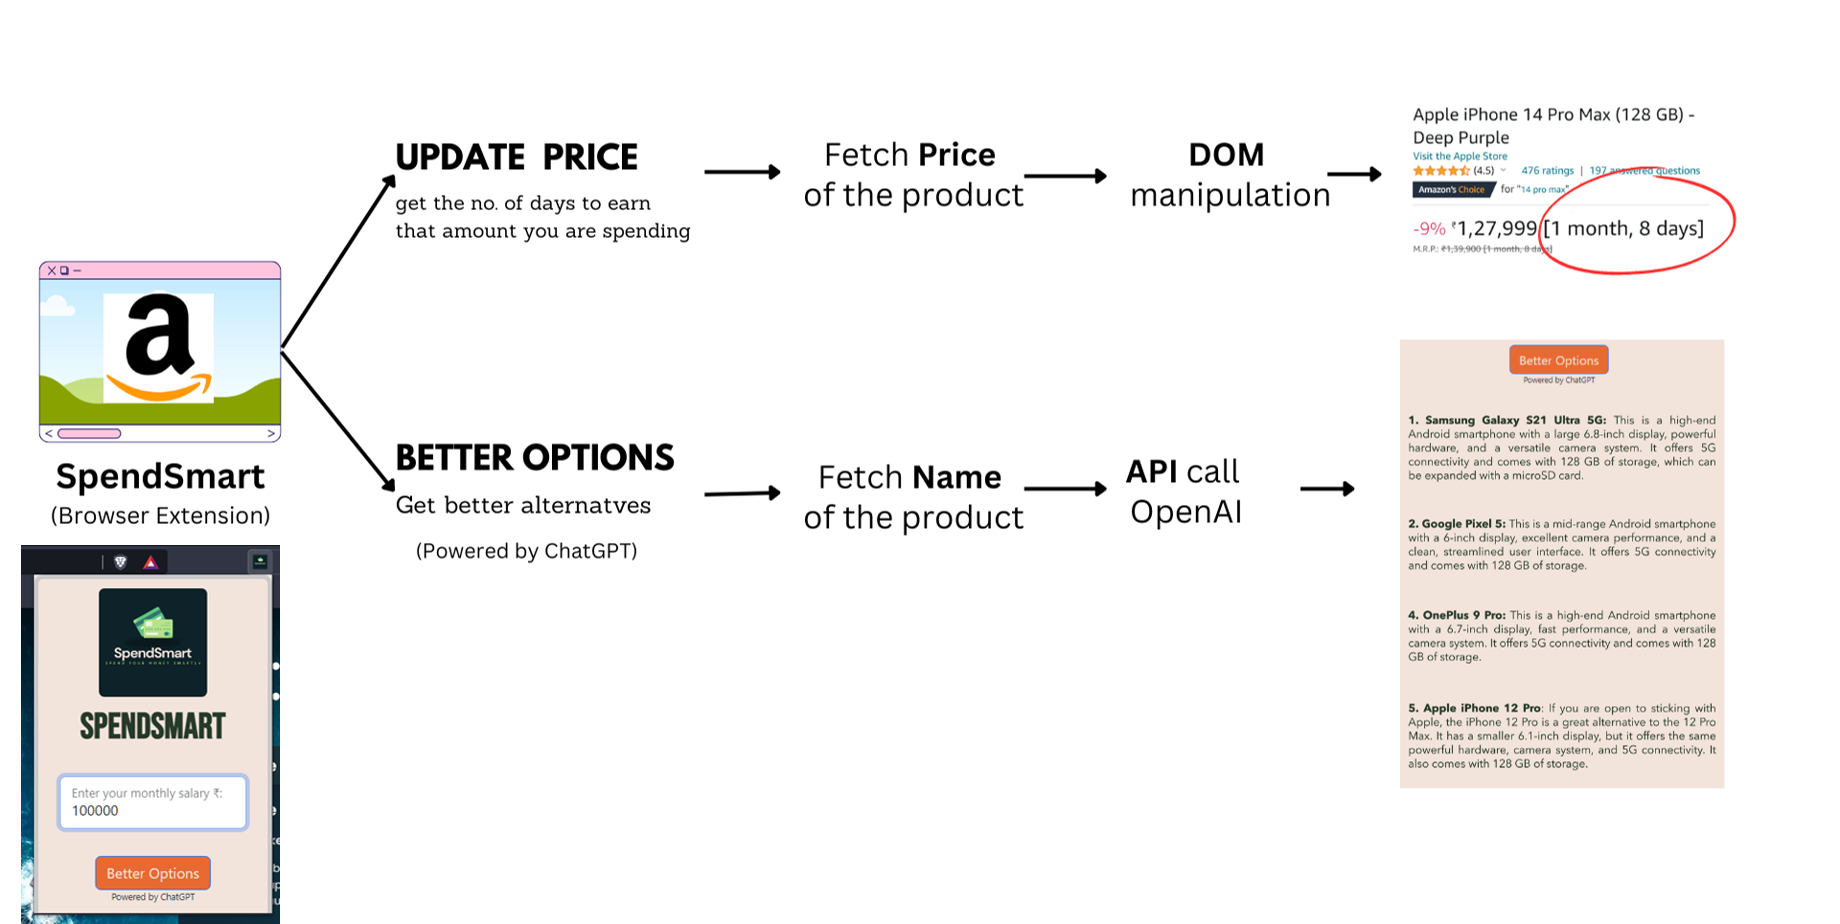 UPDATE PRICE
get the no. of days to earn
that amount you are spending
Fetch Price
of the product
DOM
manipulation
Apple iPhone 14 Pro Max (128 GB) -
Deep Purple
Visit the Apple Store
(4.5) 476 ratings | 197 answered questions
Amazon's Choice for "14 pro max"
-9% ₹1,27,999 [1 month, 8 days]
M.R.P.: ₹1,39,900 [1 month, 8 days]
a
SpendSmart
(Browser Extension)
BETTER OPTIONS
Get better alternatves
(Powered by ChatGPT)
Fetch Name
of the product
API call
OpenAI
Better Options
Powered by ChatGPT
1. Samsung Galaxy S21 Ultra 5G: This is a high-end
Android smartphone with a large 6.8-inch display, powerful
hardware, and a versatile camera system. It offers 5G
connectivity and comes with 128 GB of storage, which can
be expanded with a microSD card.
2. Google Pixel 5: This is a mid-range Android smartphone
with a 6-inch display, excellent camera performance, and a
clean, streamlined user interface. It offers 5G connectivity
and comes with 128 GB of storage.
4. OnePlus 9 Pro: This is a high-end Android smartphone
with a 6.7-inch display, fast performance, and a versatile
camera system. It offers 5G connectivity and comes with 128
GB of storage.
5. Apple iPhone 12 Pro: If you are open to sticking with
Apple, the iPhone 12 Pro is a great alternative to the 12 Pro
Max. It has a smaller 6.1-inch display, but it offers the same
powerful hardware, camera system, and 5G connectivity. It
also comes with 128 GB of storage.
SpendSmart
SPEND YOUR MONEY SMARTLY
SPENDSMART
Enter your monthly salary ₹:
100000
Better Options
Powered by ChatGPT